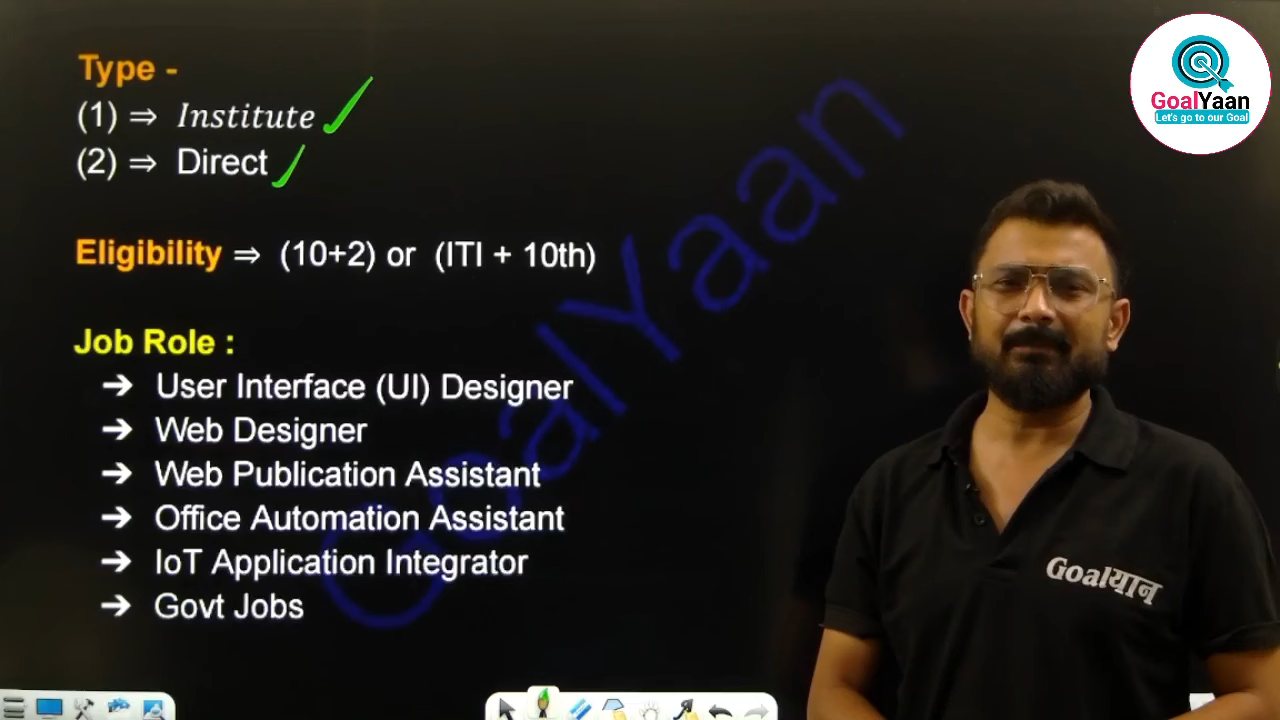 Type -
(1) ⇒ Institute
(2) ⇒ Direct
Eligibility ⇒ (10+2) or (ITI + 10th)
Job Role :
➔ User Interface (UI) Designer
➔ Web Designer
➔ Web Publication Assistant
➔ Office Automation Assistant
➔ IoT Application Integrator
➔ Govt Jobs
GoalYaan
GoalYaan
Let's go to our Goal
Goalयान